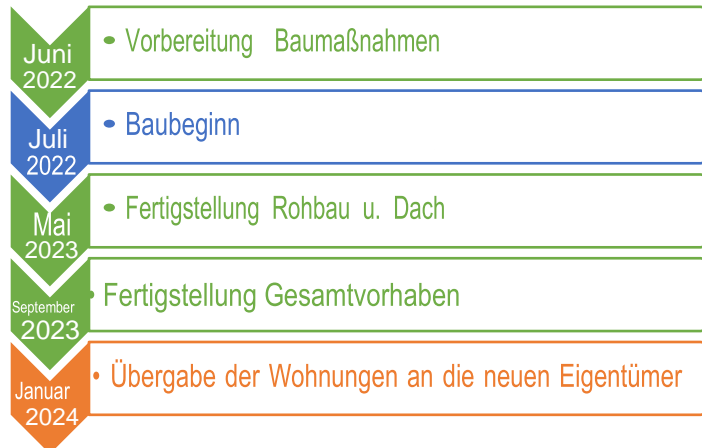 Juni
2022
• Vorbereitung Baumaßnahmen
Juli
2022
• Baubeginn
Mai
2023
• Fertigstellung Rohbau u. Dach
September
2023
• Fertigstellung Gesamtvorhaben
Januar
2024
• Übergabe der Wohnungen an die neuen Eigentümer